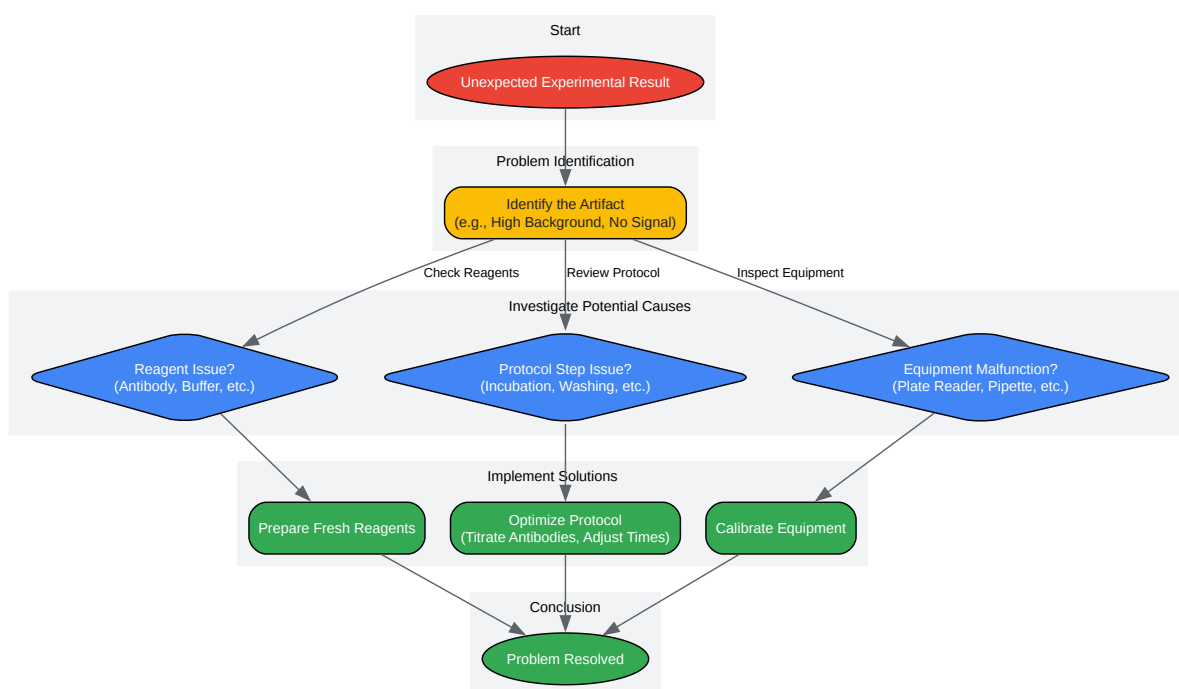 Start
Unexpected Experimental Result
Problem Identification
Identify the Artifact
(e.g., High Background, No Signal)
Check Reagents
Review Protocol
Inspect Equipment
Investigate Potential Causes
Reagent Issue?
(Antibody, Buffer, etc.)
Protocol Step Issue?
(Incubation, Washing, etc.)
Equipment Malfunction?
(Plate Reader, Pipette, etc.)
Implement Solutions
Prepare Fresh Reagents
Optimize Protocol
(Titrate Antibodies, Adjust Times)
Calibrate Equipment
Conclusion
Problem Resolved